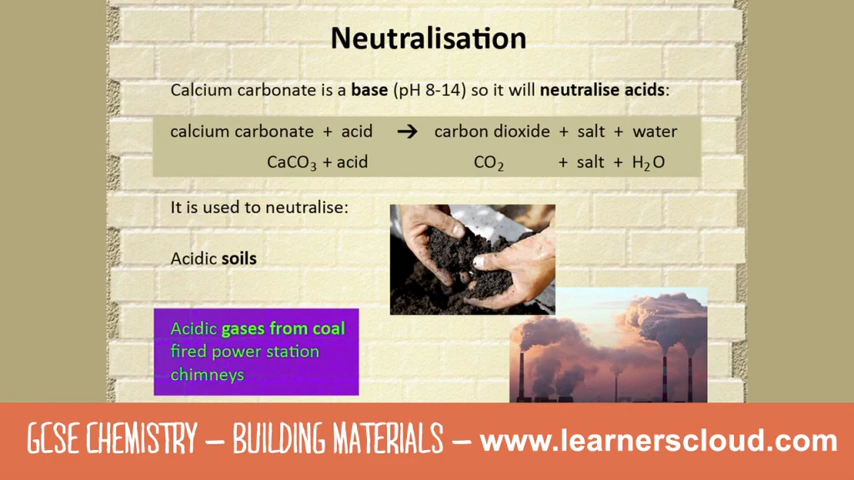 Neutralisation
Calcium carbonate is a base (pH 8-14) so it will neutralise acids:
calcium carbonate + acid ➔ carbon dioxide + salt + water
CaCO₃ + acid CO₂ + salt + H₂O
It is used to neutralise:
Acidic soils
Acidic gases from coal
fired power station
chimneys
GCSE CHEMISTRY – BUILDING MATERIALS – www.learnerscloud.com